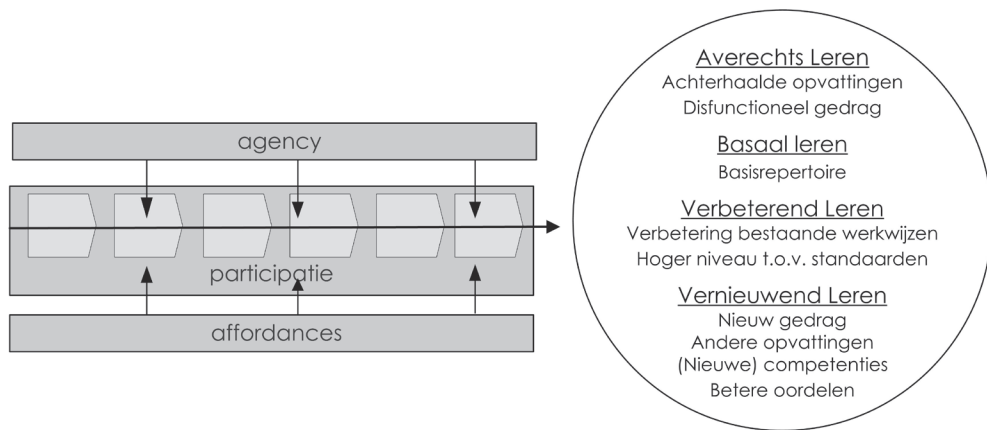 agency
participatie
affordances
Averechts Leren
Achterhaalde opvattingen
Disfunctioneel gedrag
Basaal leren
Basisrepertoire
Verbeterend Leren
Verbetering bestaande werkwijzen
Hoger niveau t.o.v. standaarden
Vernieuwend Leren
Nieuw gedrag
Andere opvattingen
(Nieuwe) competenties
Betere oordelen